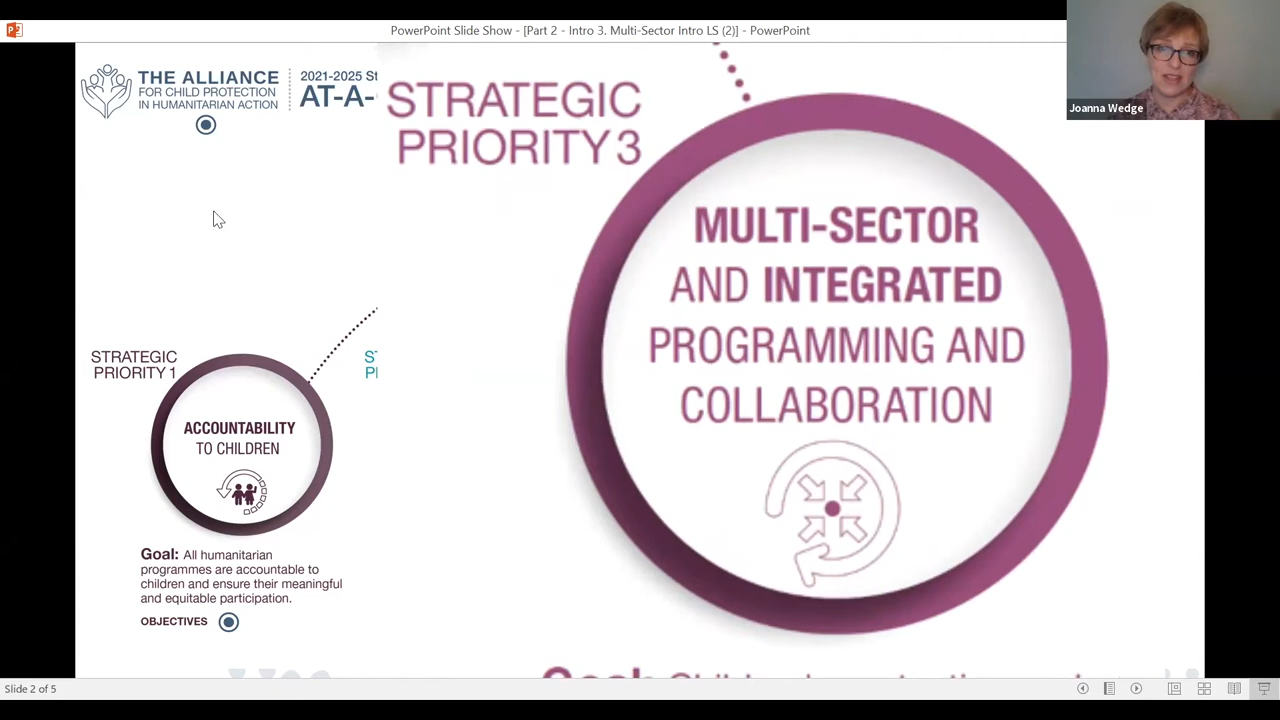 PowerPoint Slide Show - [Part 2 - Intro 3. Multi-Sector Intro LS (2)] - PowerPoint
Joanna Wedge
THE ALLIANCE
FOR CHILD PROTECTION
IN HUMANITARIAN ACTION
2021-2025 St
AT-A-
STRATEGIC
PRIORITY 3
MULTI-SECTOR
AND INTEGRATED
PROGRAMMING AND
COLLABORATION
STRATEGIC
PRIORITY 1
ACCOUNTABILITY
TO CHILDREN
Goal: All humanitarian
programmes are accountable to
children and ensure their meaningful
and equitable participation.
OBJECTIVES
Slide 2 of 5